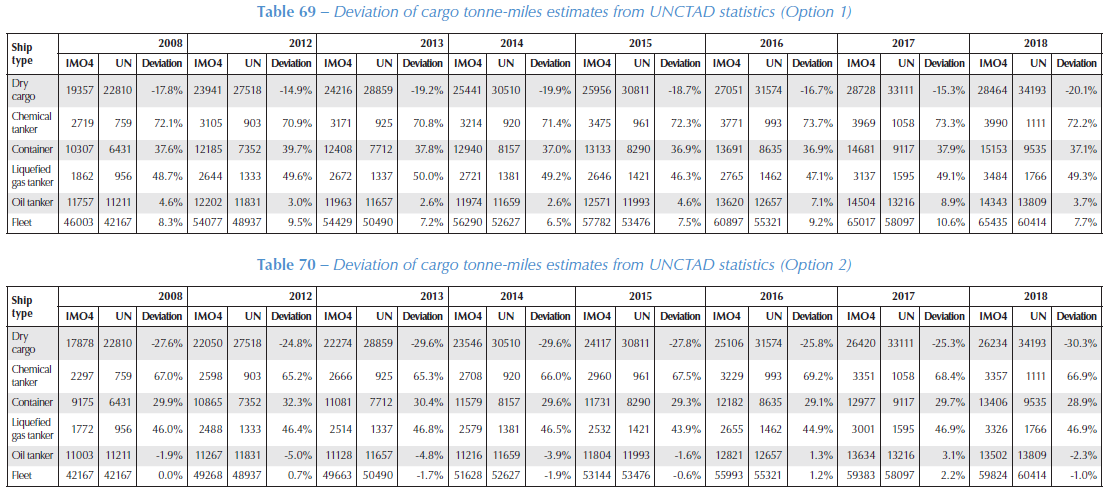 Table 69 – Deviation of cargo tonne-miles estimates from UNCTAD statistics (Option 1)
Ship type 2008 2012 2013 2014 2015 2016 2017 2018
IMO4 UN Deviation IMO4 UN Deviation IMO4 UN Deviation IMO4 UN Deviation IMO4 UN Deviation IMO4 UN Deviation IMO4 UN Deviation IMO4 UN Deviation
Dry cargo 19357 22810 -17.8% 23941 27518 -14.9% 24216 28859 -19.2% 25441 30510 -19.9% 25956 30811 -18.7% 27051 31574 -16.7% 28728 33111 -15.3% 28464 34193 -20.1%
Chemical tanker 2719 759 72.1% 3105 903 70.9% 3171 925 70.8% 3214 920 71.4% 3475 961 72.3% 3771 993 73.7% 3969 1058 73.3% 3990 1111 72.2%
Container 10307 6431 37.6% 12185 7352 39.7% 12408 7712 37.8% 12940 8157 37.0% 13133 8290 36.9% 13691 8635 36.9% 14681 9117 37.9% 15153 9535 37.1%
Liquefied gas tanker 1862 956 48.7% 2644 1333 49.6% 2672 1337 50.0% 2721 1381 49.2% 2646 1421 46.3% 2765 1462 47.1% 3137 1595 49.1% 3484 1766 49.3%
Oil tanker 11757 11211 4.6% 12202 11831 3.0% 11963 11657 2.6% 11974 11659 2.6% 12571 11993 4.6% 13620 12657 7.1% 14504 13216 8.9% 14343 13809 3.7%
Fleet 46003 42167 8.3% 54077 48937 9.5% 54429 50490 7.2% 56290 52627 6.5% 57782 53476 7.5% 60897 55321 9.2% 65017 58097 10.6% 65435 60414 7.7%
Table 70 – Deviation of cargo tonne-miles estimates from UNCTAD statistics (Option 2)
Ship type 2008 2012 2013 2014 2015 2016 2017 2018
IMO4 UN Deviation IMO4 UN Deviation IMO4 UN Deviation IMO4 UN Deviation IMO4 UN Deviation IMO4 UN Deviation IMO4 UN Deviation IMO4 UN Deviation
Dry cargo 17878 22810 -27.6% 22050 27518 -24.8% 22274 28859 -29.6% 23546 30510 -29.6% 24117 30811 -27.8% 25106 31574 -25.8% 26420 33111 -25.3% 26234 34193 -30.3%
Chemical tanker 2297 759 67.0% 2598 903 65.2% 2666 925 65.3% 2708 920 66.0% 2960 961 67.5% 3229 993 69.2% 3351 1058 68.4% 3357 1111 66.9%
Container 9175 6431 29.9% 10865 7352 32.3% 11081 7712 30.4% 11579 8157 29.6% 11731 8290 29.3% 12182 8635 29.1% 12977 9117 29.7% 13406 9535 28.9%
Liquefied gas tanker 1772 956 46.0% 2488 1333 46.4% 2514 1337 46.8% 2579 1381 46.5% 2532 1421 43.9% 2655 1462 44.9% 3001 1595 46.9% 3326 1766 46.9%
Oil tanker 11003 11211 -1.9% 11267 11831 -5.0% 11128 11657 -4.8% 11216 11659 -3.9% 11804 11993 -1.6% 12821 12657 1.3% 13634 13216 3.1% 13502 13809 -2.3%
Fleet 42167 42167 0.0% 49268 48937 0.7% 49663 50490 -1.7% 51628 52627 -1.9% 53144 53476 -0.6% 55993 55321 1.2% 59383 58097 2.2% 59824 60414 -1.0%